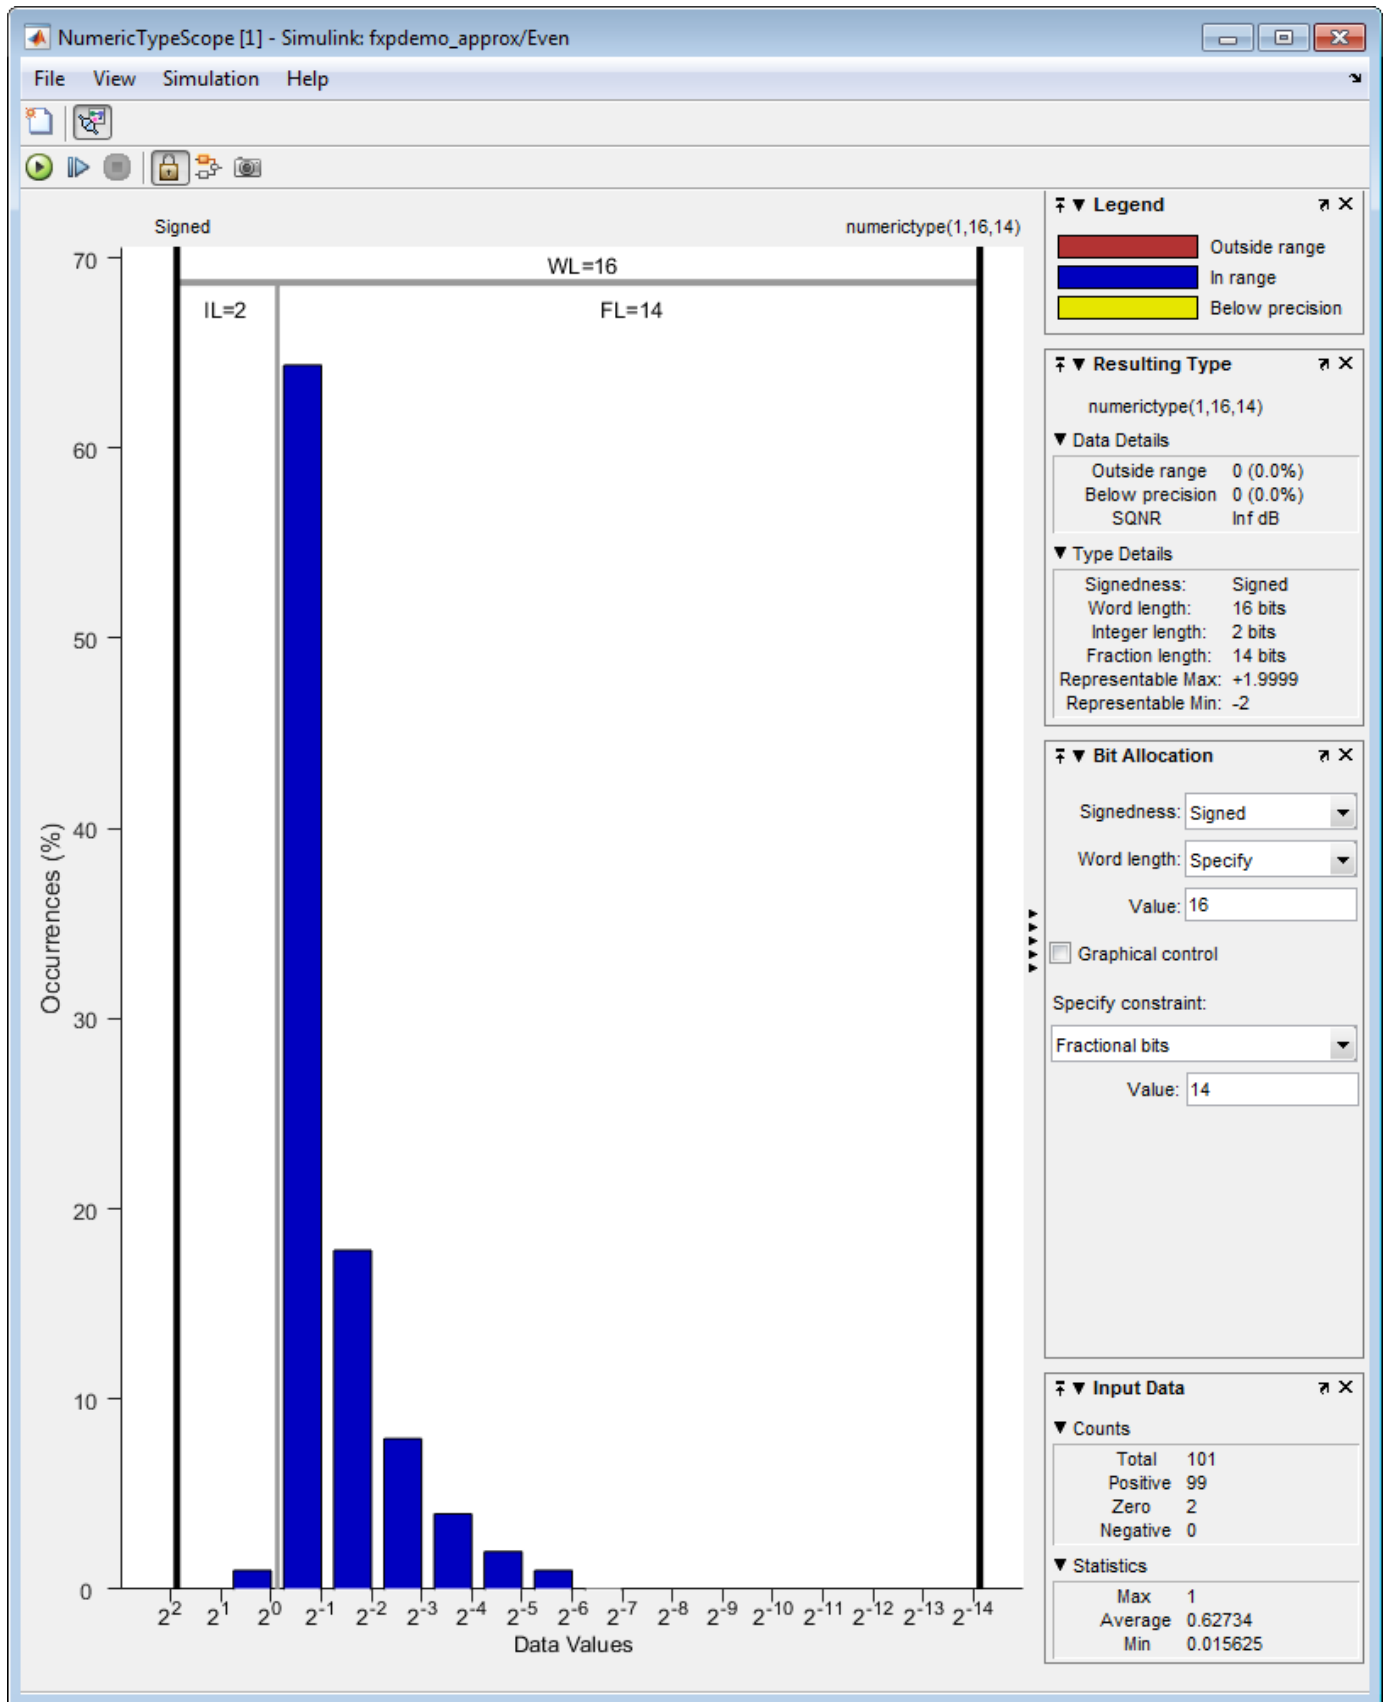 NumericTypeScope [1] - Simulink: fxpdemo_approx/Even
File View Simulation Help
Signed numerictype(1,16,14)
WL=16
IL=2 FL=14
70
60
50
40
30
20
10
0
Occurrences (%)
2^2 2^1 2^0 2^-1 2^-2 2^-3 2^-4 2^-5 2^-6 2^-7 2^-8 2^-9 2^-10 2^-11 2^-12 2^-13 2^-14
Data Values
Legend
Outside range
In range
Below precision
Resulting Type
numerictype(1,16,14)
Data Details
Outside range 0 (0.0%)
Below precision 0 (0.0%)
SQNR Inf dB
Type Details
Signedness: Signed
Word length: 16 bits
Integer length: 2 bits
Fraction length: 14 bits
Representable Max: +1.9999
Representable Min: -2
Bit Allocation
Signedness: Signed
Word length: Specify
Value: 16
Graphical control
Specify constraint:
Fractional bits
Value: 14
Input Data
Counts
Total 101
Positive 99
Zero 2
Negative 0
Statistics
Max 1
Average 0.62734
Min 0.015625